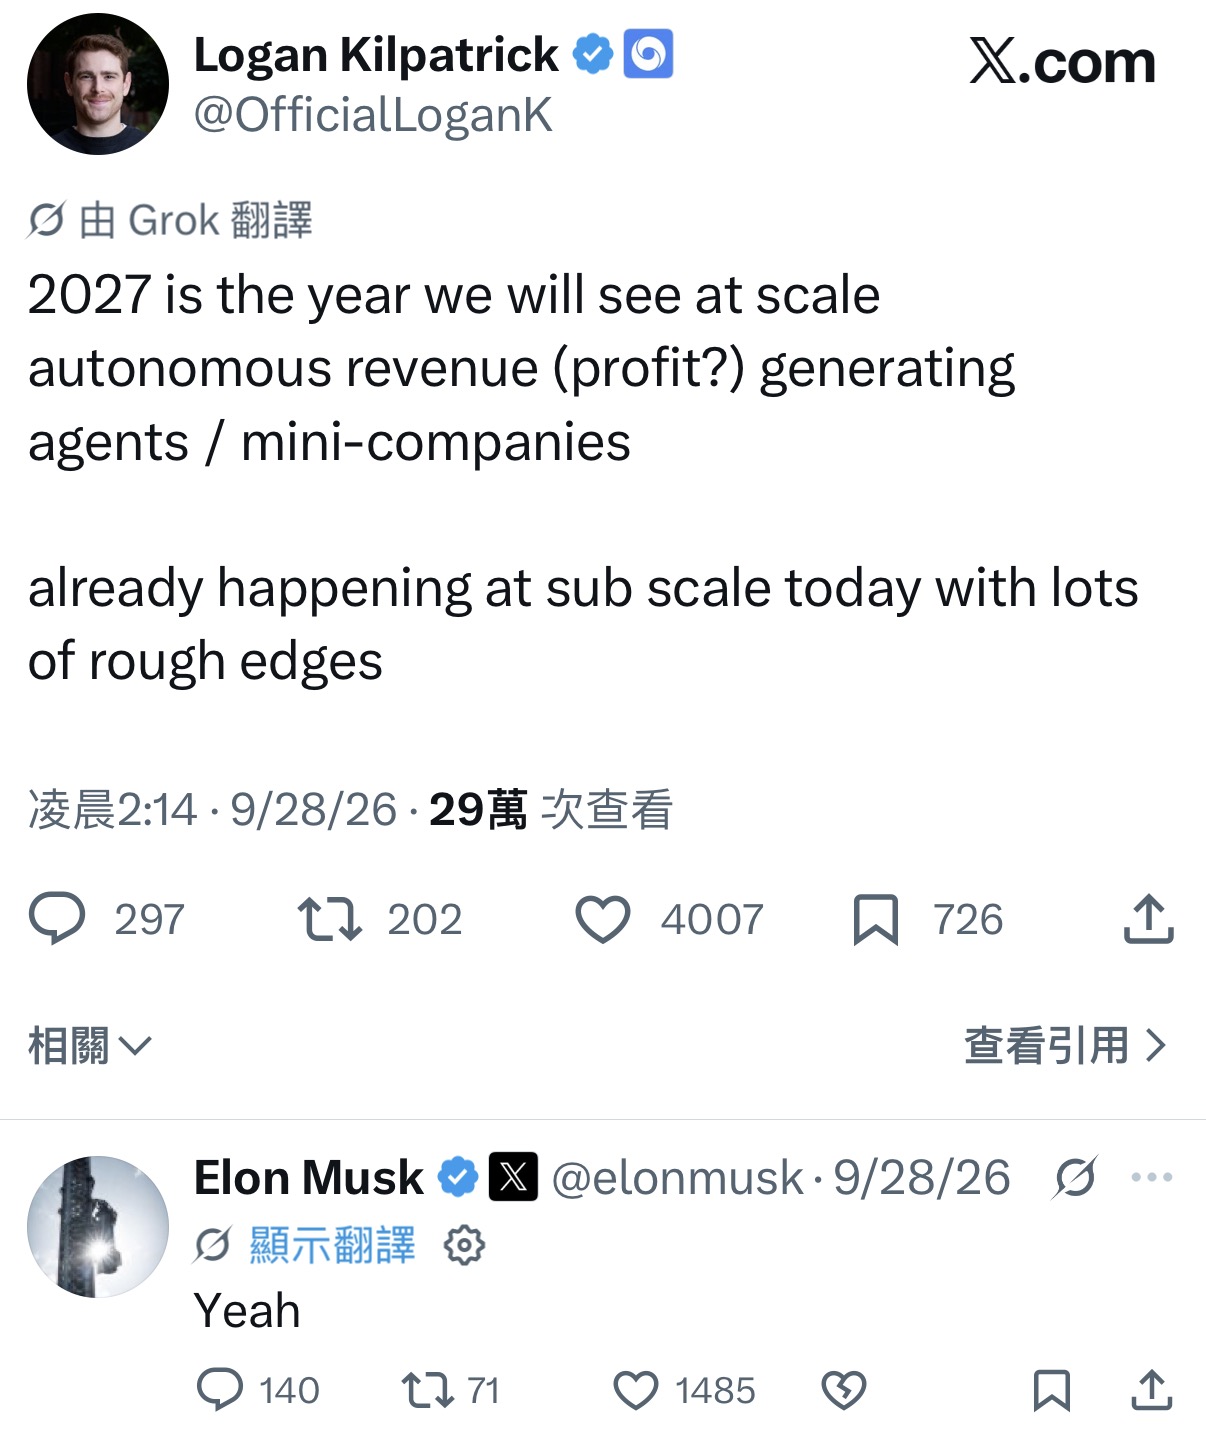 Logan Kilpatrick
X.com
@OfficialLoganK
由 Grok 翻譯
2027 is the year we will see at scale
autonomous revenue (profit?) generating
agents / mini-companies
already happening at sub scale today with lots
of rough edges
凌晨2:14 · 9/28/26 · 29萬 次查看
297 202 4007 726
相關 查看引用
Elon Musk @elonmusk · 9/28/26
顯示翻譯
Yeah
140 71 1485